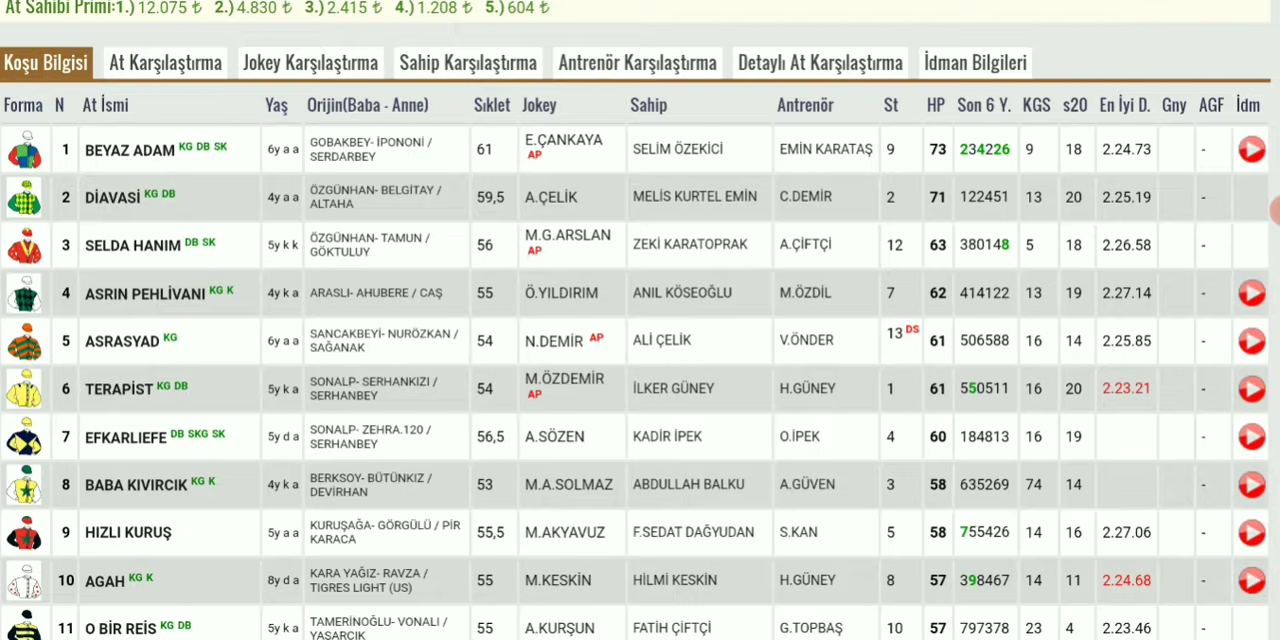 At Sahibi Primi:1.) 12.075 ₺ 2.) 4.830 ₺ 3.) 2.415 ₺ 4.) 1.208 ₺ 5.) 604 ₺
Koşu Bilgisi At Karşılaştırma Jokey Karşılaştırma Sahip Karşılaştırma Antrenör Karşılaştırma Detaylı At Karşılaştırma İdman Bilgileri
Forma N At İsmi Yaş Orijin(Baba - Anne) Sıklet Jokey Sahip Antrenör St HP Son 6 Y. KGS s20 En İyi D. Gny AGF İdm
1 BEYAZ ADAM KG DB SK 6y a a GOBAKBEY- İPONONİ / SERDARBEY 61 E.ÇANKAYA AP SELİM ÖZEKİCİ EMİN KARATAŞ 9 73 234226 9 18 2.24.73 -
2 DİAVASİ KG DB 4y a a ÖZGÜNHAN- BELGİTAY / ALTAHA 59,5 A.ÇELİK MELİS KURTEL EMİN C.DEMİR 2 71 122451 13 20 2.25.19 -
3 SELDA HANIM DB SK 5y k k ÖZGÜNHAN- TAMUN / GÖKTULUY 56 M.G.ARSLAN AP ZEKİ KARATOPRAK A.ÇİFTÇİ 12 63 380148 5 18 2.26.58 -
4 ASRIN PEHLİVANI KG K 4y k a ARASLI- AHUBERE / CAŞ 55 Ö.YILDIRIM ANIL KÖSEOĞLU M.ÖZDİL 7 62 414122 13 19 2.27.14 -
5 ASRASYAD KG 6y a a SANCAKBEYİ- NURÖZKAN / SAĞANAK 54 N.DEMİR AP ALİ ÇELİK V.ÖNDER 13 DS 61 506588 16 14 2.25.85 -
6 TERAPİST KG DB 5y k a SONALP- SERHANKIZI / SERHANBEY 54 M.ÖZDEMİR AP İLKER GÜNEY H.GÜNEY 1 61 550511 16 20 2.23.21 -
7 EFKARLIEFE DB SKG SK 5y d a SONALP- ZEHRA.120 / SERHANBEY 56,5 A.SÖZEN KADİR İPEK O.İPEK 4 60 184813 16 19 -
8 BABA KIVIRCIK KG K 4y k a BERKSOY- BÜTÜNKIZ / DEVİRHAN 53 M.A.SOLMAZ ABDULLAH BALKU A.GÜVEN 3 58 635269 74 14 -
9 HIZLI KURUŞ 5y a a KURUŞAĞA- GÖRGÜLÜ / PİR KARACA 55,5 M.AKYAVUZ F.SEDAT DAĞYUDAN S.KAN 5 58 755426 14 16 2.27.06 -
10 AGAH KG K 8y d a KARA YAĞIZ- RAVZA / TIGRES LIGHT (US) 55 M.KESKİN HİLMİ KESKİN H.GÜNEY 8 57 398467 14 11 2.24.68 -
11 O BİR REİS KG DB 5y k a TAMERİNOĞLU- VONALI / YAŞARCIK 55 A.KURŞUN FATİH ÇİFTÇİ G.TOPBAŞ 10 57 797378 23 4 2.23.46 -